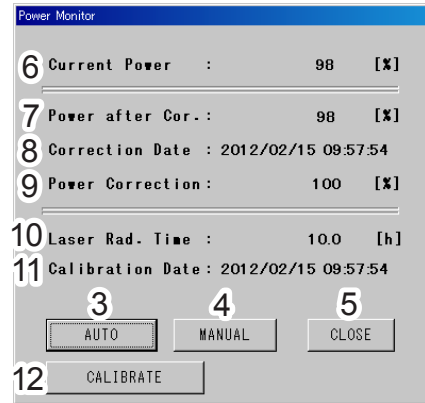 Power Monitor
6 Current Power : 98 [%]
7 Power after Cor.: 98 [%]
8 Correction Date : 2012/02/15 09:57:54
9 Power Correction: 100 [%]
10 Laser Rad. Time : 10.0 [h]
11 Calibration Date: 2012/02/15 09:57:54
3 4 5
AUTO MANUAL CLOSE
12 CALIBRATE